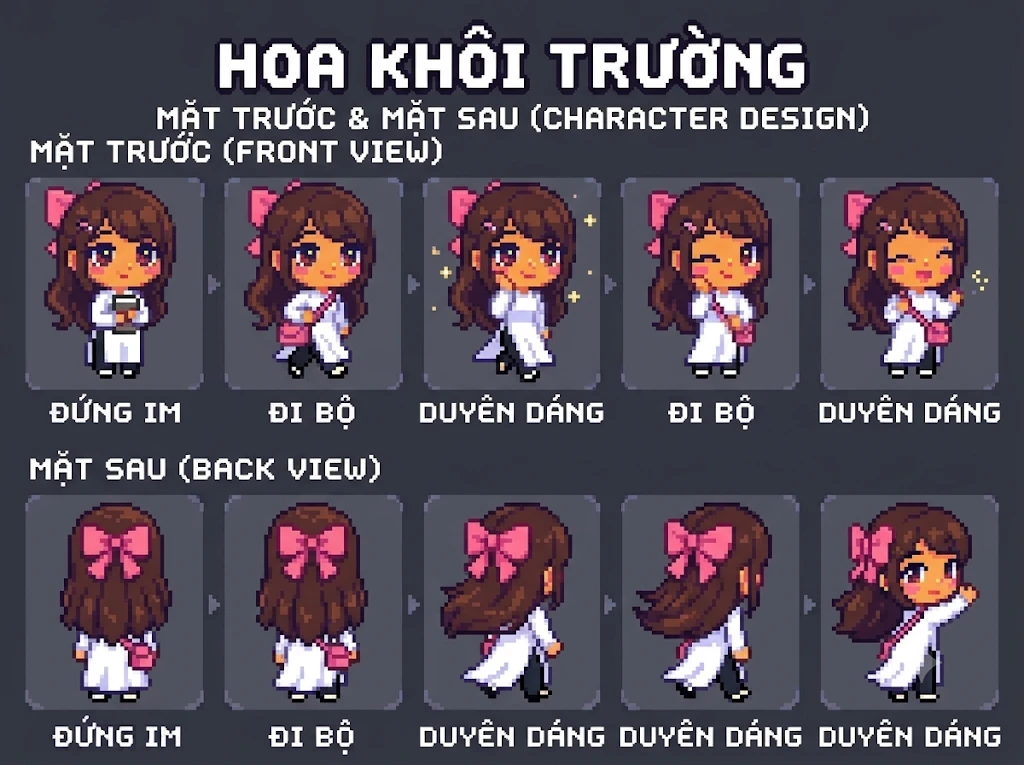 HOA KHÔI TRƯỜNG
MẶT TRƯỚC & MẶT SAU (CHARACTER DESIGN)
MẶT TRƯỚC (FRONT VIEW)
ĐỨNG IM ĐI BỘ DUYÊN DÁNG ĐI BỘ DUYÊN DÁNG
MẶT SAU (BACK VIEW)
ĐỨNG IM ĐI BỘ DUYÊN DÁNG DUYÊN DÁNG DUYÊN DÁNG